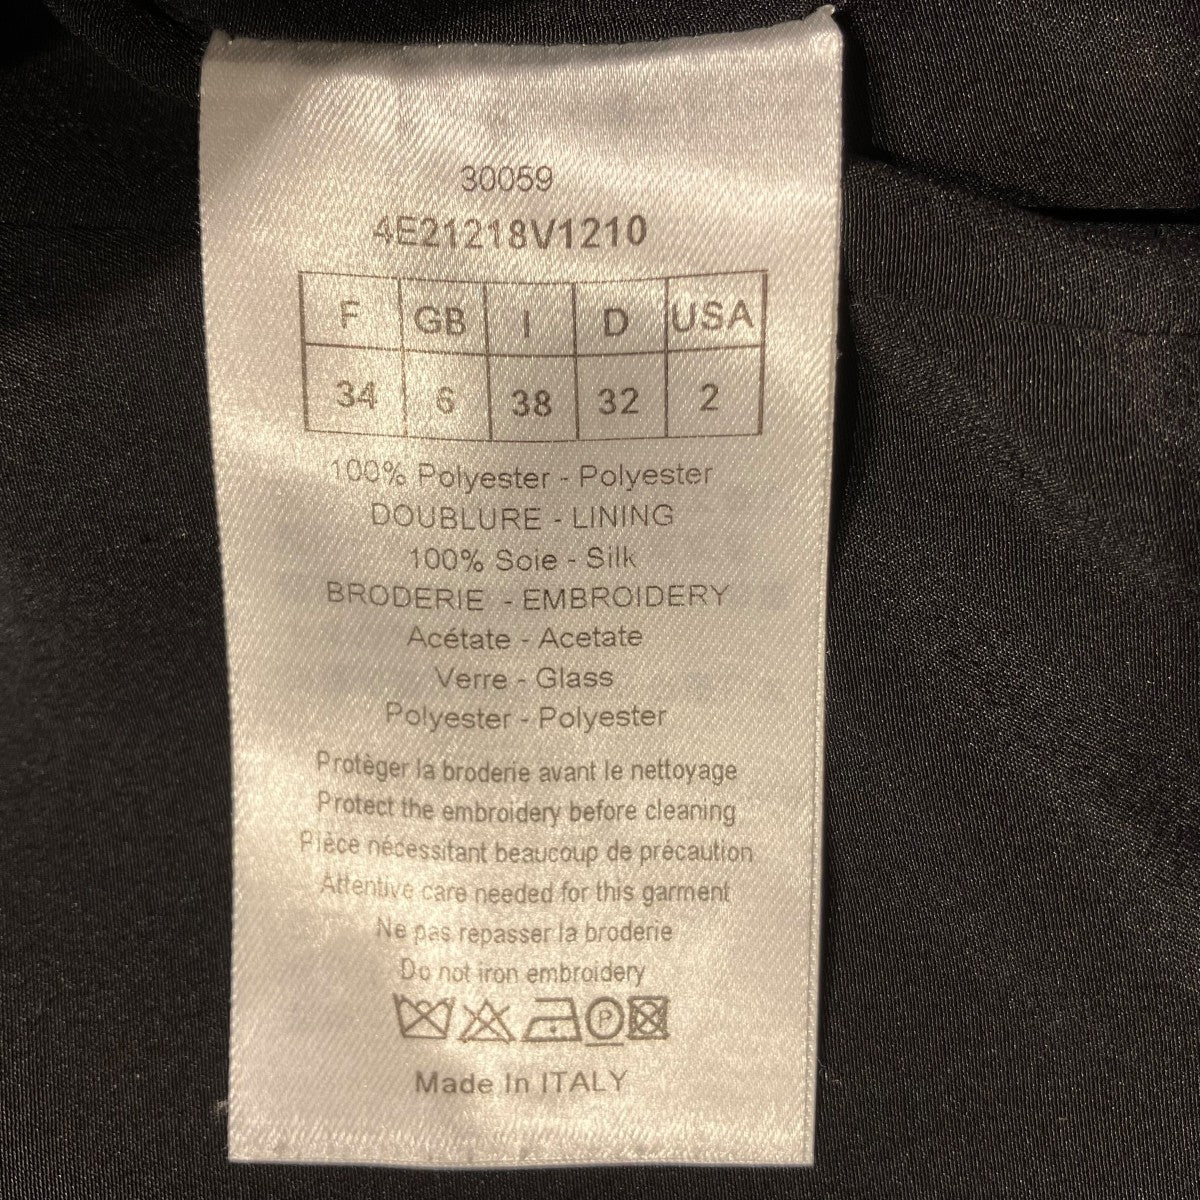 30059
4E21218V1210
F GB I D USA
34 6 38 32 2
100% Polyester - Polyester
DOUBLURE - LINING
100% Soie - Silk
BRODERIE - EMBROIDERY
Acétate - Acetate
Verre - Glass
Polyester - Polyester
Protèger la broderie avant le nettoyage
Protect the embroidery before cleaning
Pièce nécessitant beaucoup de précaution
Attentive care needed for this garment
Ne pas repasser la broderie
Do not iron embroidery
P
Made In ITALY